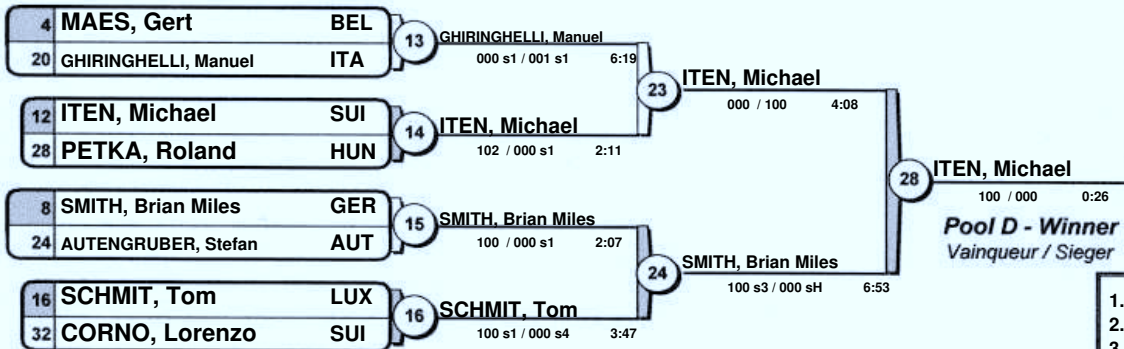 4 MAES, Gert BEL
20 GHIRINGHELLI, Manuel ITA
13
GHIRINGHELLI, Manuel
000 s1 / 001 s1 6:19
12 ITEN, Michael SUI
28 PETKA, Roland HUN
14
ITEN, Michael
102 / 000 s1 2:11
23
ITEN, Michael
000 / 100 4:08
8 SMITH, Brian Miles GER
24 AUTENGRUBER, Stefan AUT
15
SMITH, Brian Miles
100 / 000 s1 2:07
16 SCHMIT, Tom LUX
32 CORNO, Lorenzo SUI
16
SCHMIT, Tom
100 s1 / 000 s4 3:47
24
SMITH, Brian Miles
100 s3 / 000 sH 6:53
28
ITEN, Michael
100 / 000 0:26
Pool D - Winner
Vainqueur / Sieger
1.
2.
3